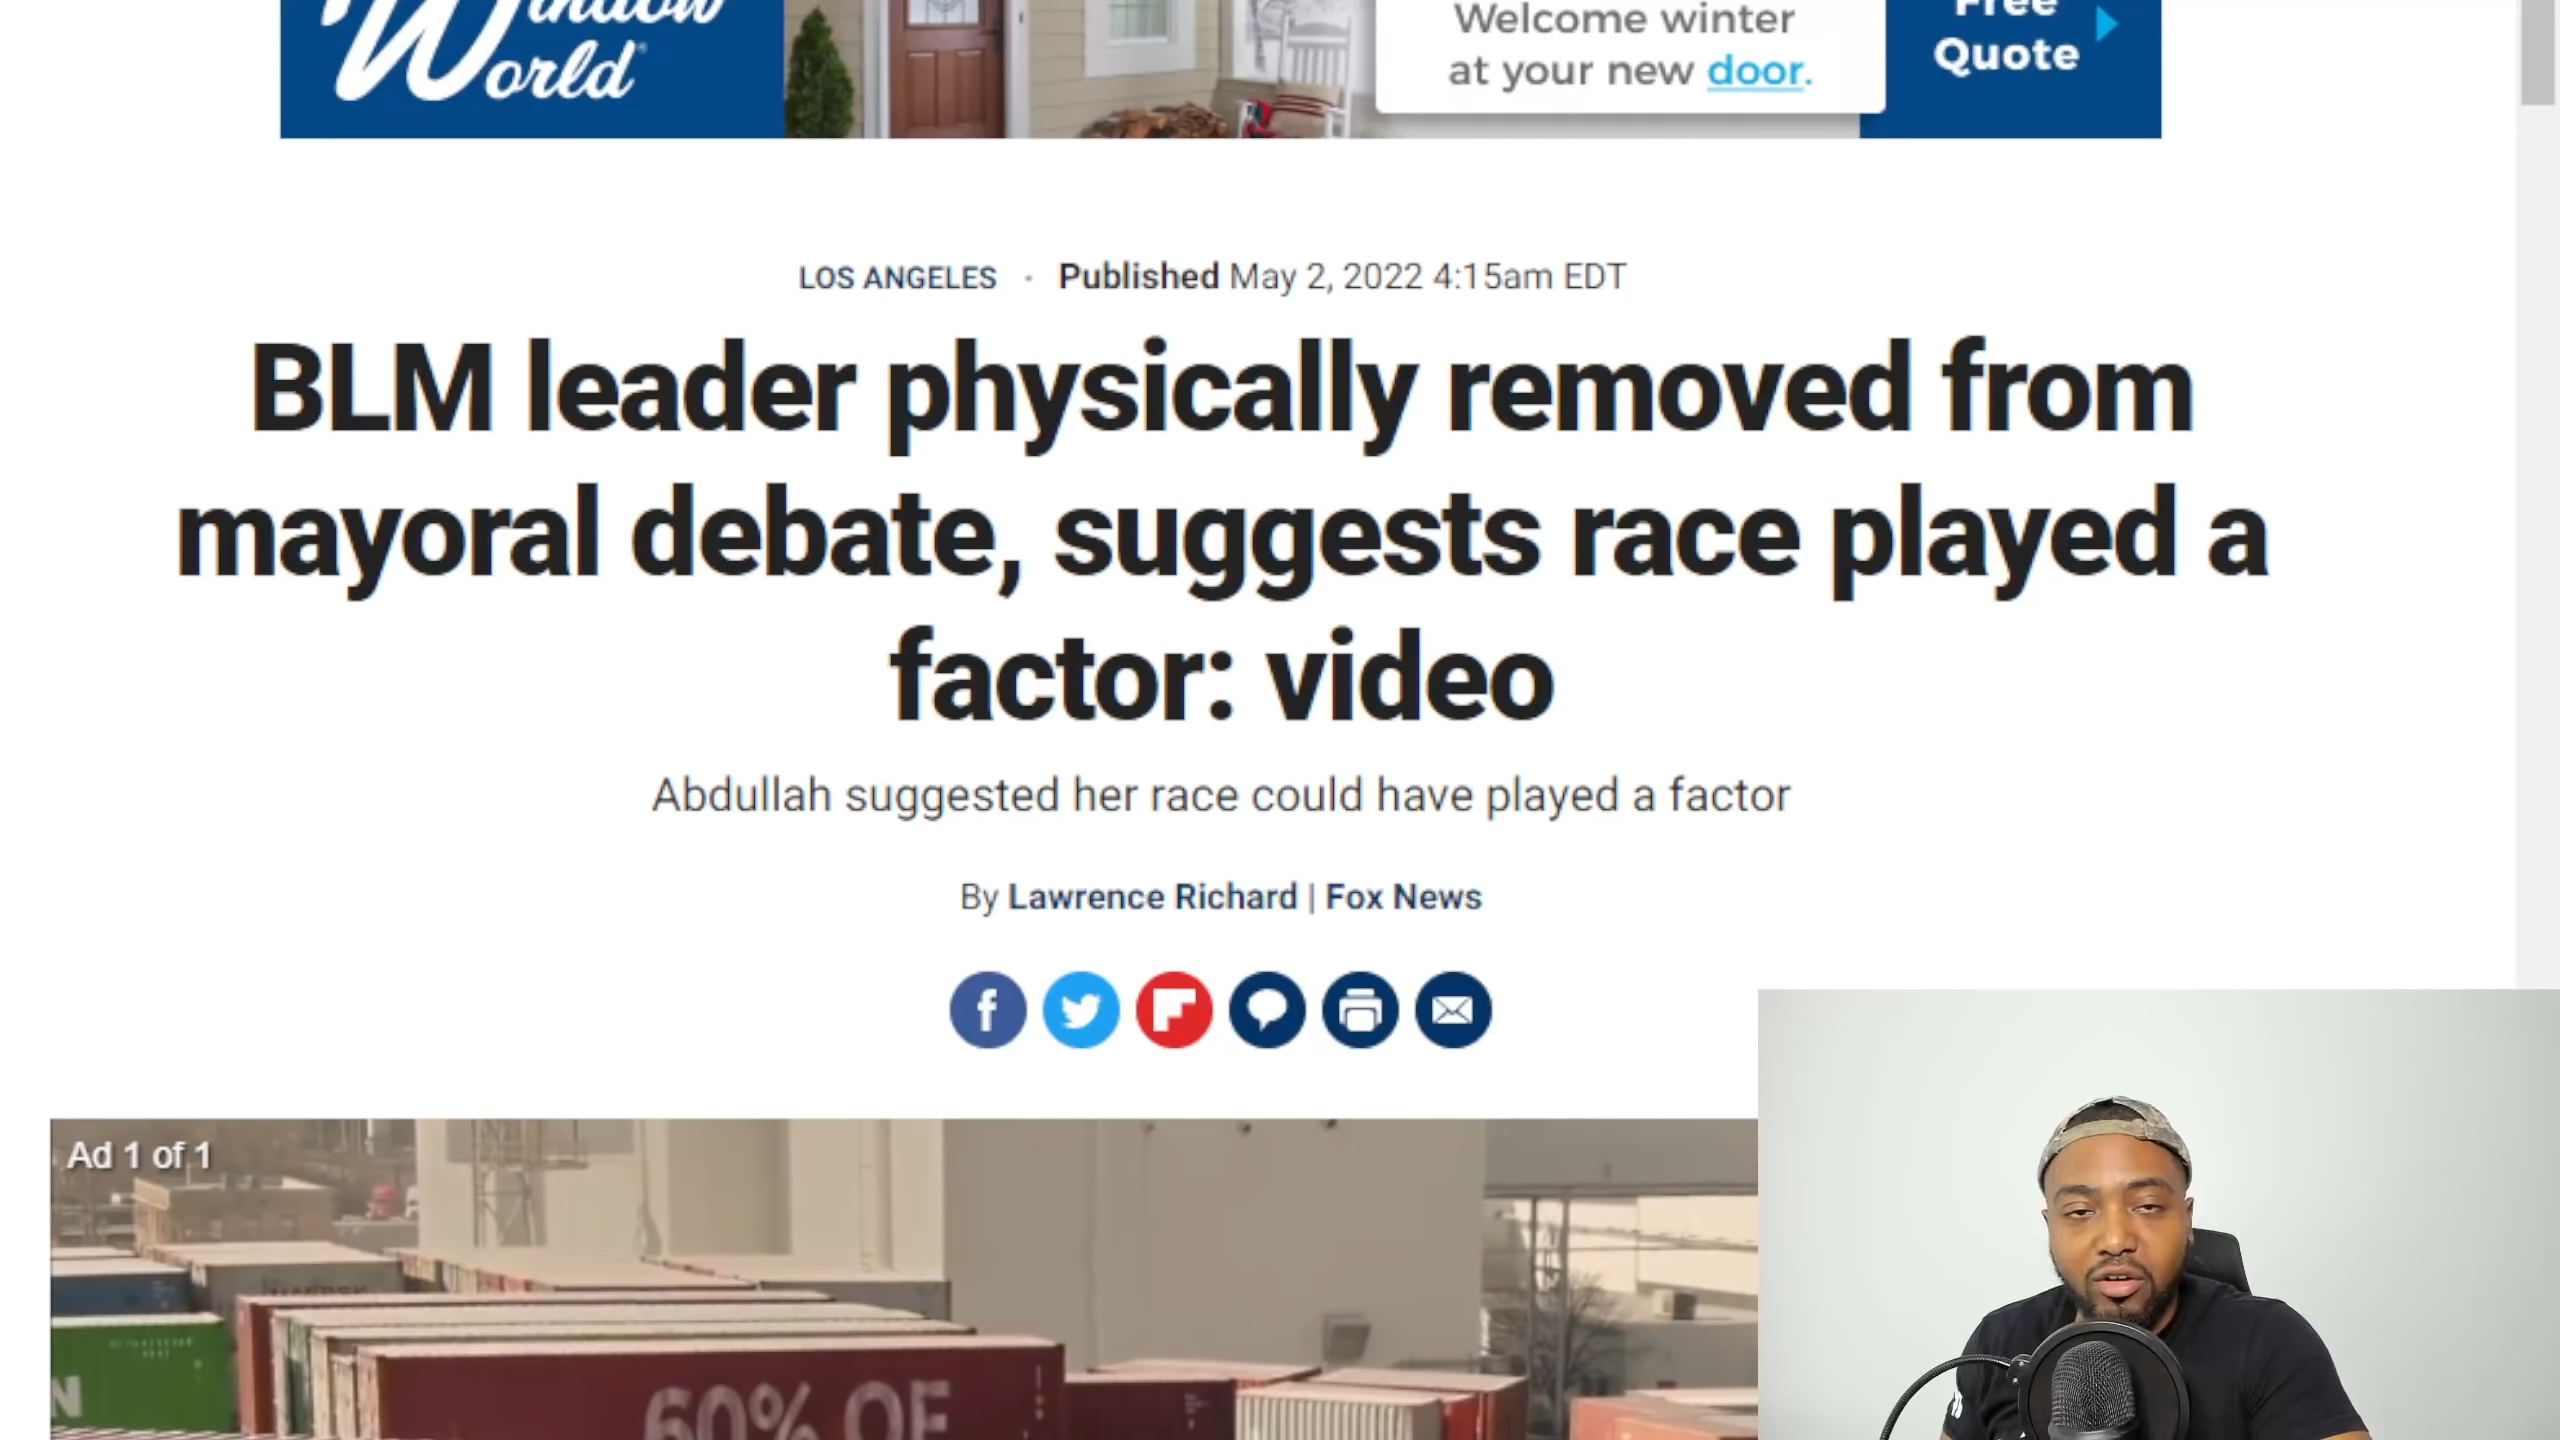 Window
World
Welcome winter
at your new door.
Free
Quote
LOS ANGELES · Published May 2, 2022 4:15am EDT
BLM leader physically removed from
mayoral debate, suggests race played a
factor: video
Abdullah suggested her race could have played a factor
By Lawrence Richard | Fox News
Ad 1 of 1
N
60% OF